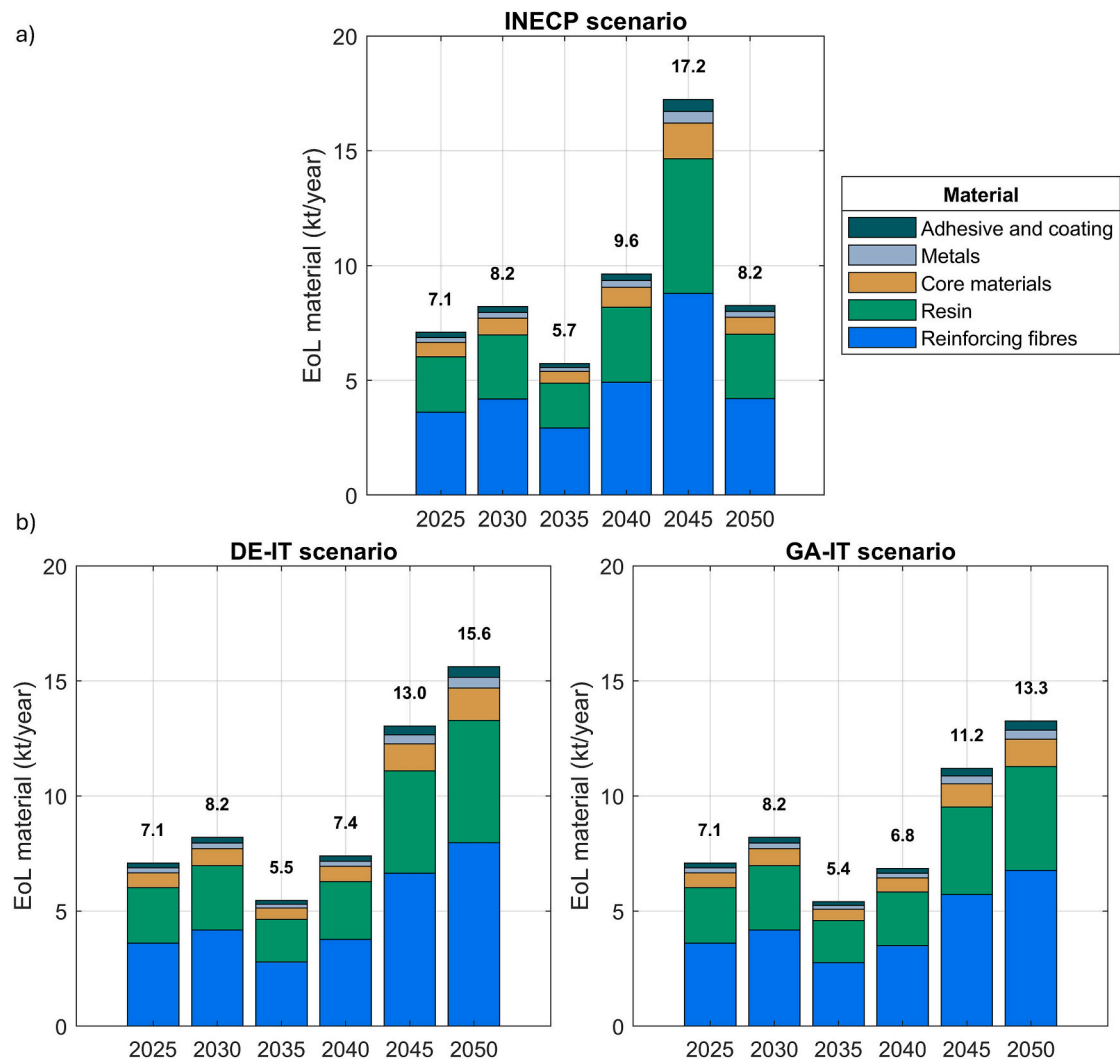 a)
INECP scenario
EoL material (kt/year)
20
15
10
5
0
7.1
8.2
5.7
9.6
17.2
8.2
2025 2030 2035 2040 2045 2050
Material
Adhesive and coating
Metals
Core materials
Resin
Reinforcing fibres
b)
DE-IT scenario
EoL material (kt/year)
20
15
10
5
0
7.1
8.2
5.5
7.4
13.0
15.6
2025 2030 2035 2040 2045 2050
GA-IT scenario
EoL material (kt/year)
20
15
10
5
0
7.1
8.2
5.4
6.8
11.2
13.3
2025 2030 2035 2040 2045 2050